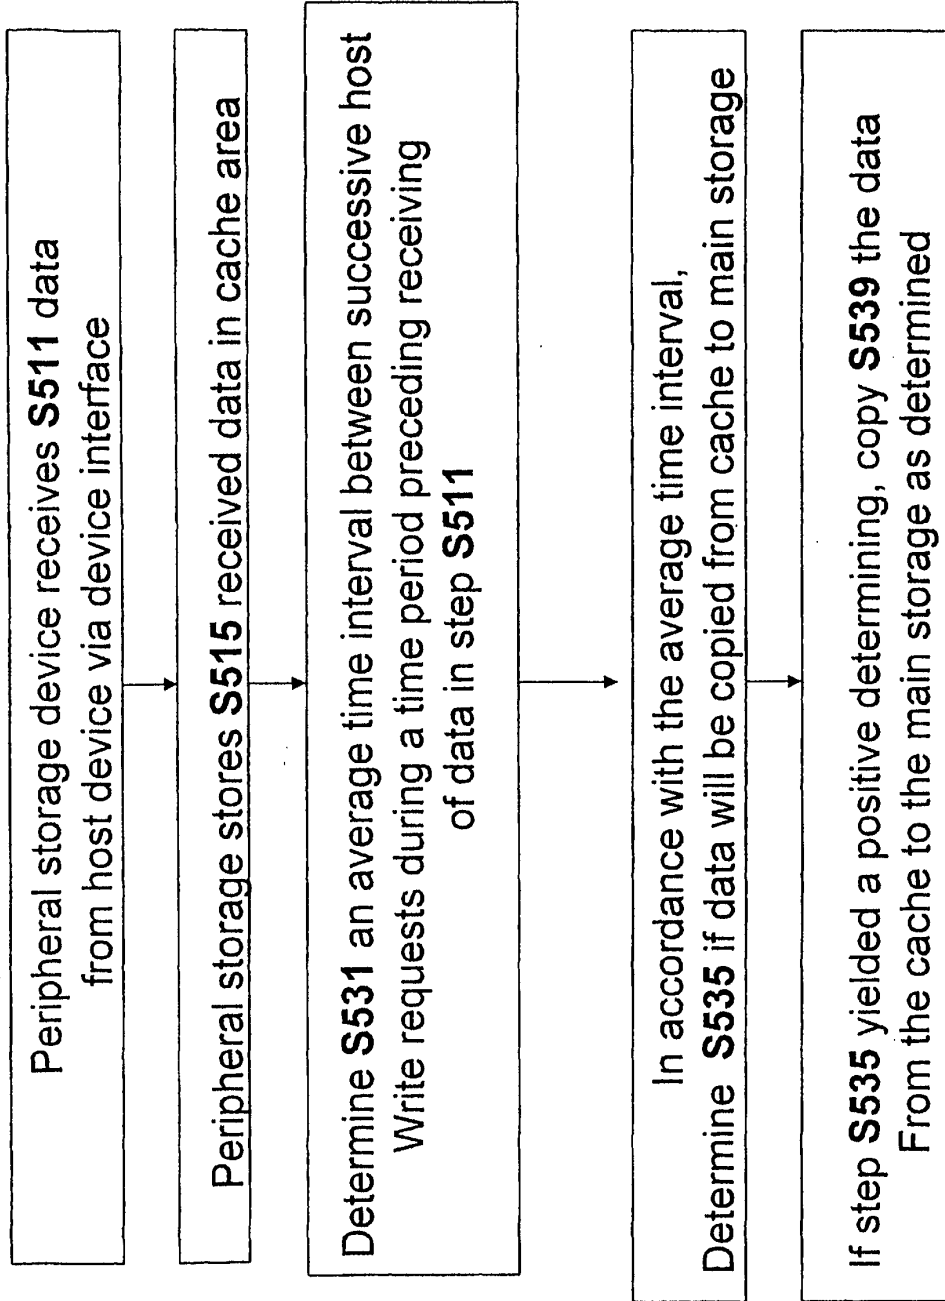 Peripheral storage device receives S511 data
from host device via device interface
Peripheral storage stores S515 received data in cache area
Determine S531 an average time interval between successive host
Write requests during a time period preceding receiving
of data in step S511
In accordance with the average time interval,
Determine S535 if data will be copied from cache to main storage
If step S535 yielded a positive determining, copy S539 the data
From the cache to the main storage as determined